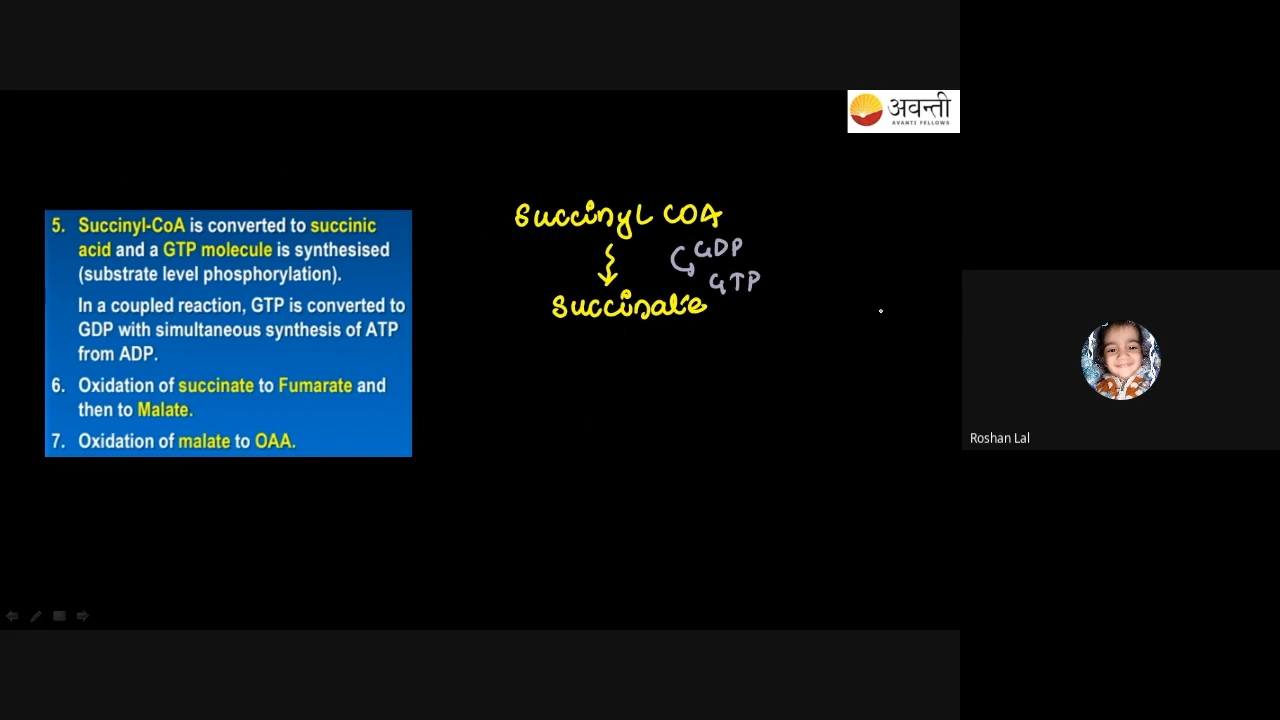 अवन्ती
AVANTI FELLOWS
5. Succinyl-CoA is converted to succinic
acid and a GTP molecule is synthesised
(substrate level phosphorylation).
In a coupled reaction, GTP is converted to
GDP with simultaneous synthesis of ATP
from ADP.
6. Oxidation of succinate to Fumarate and
then to Malate.
7. Oxidation of malate to OAA.
Succinyl COA
GDP
GTP
Succinate
Roshan Lal